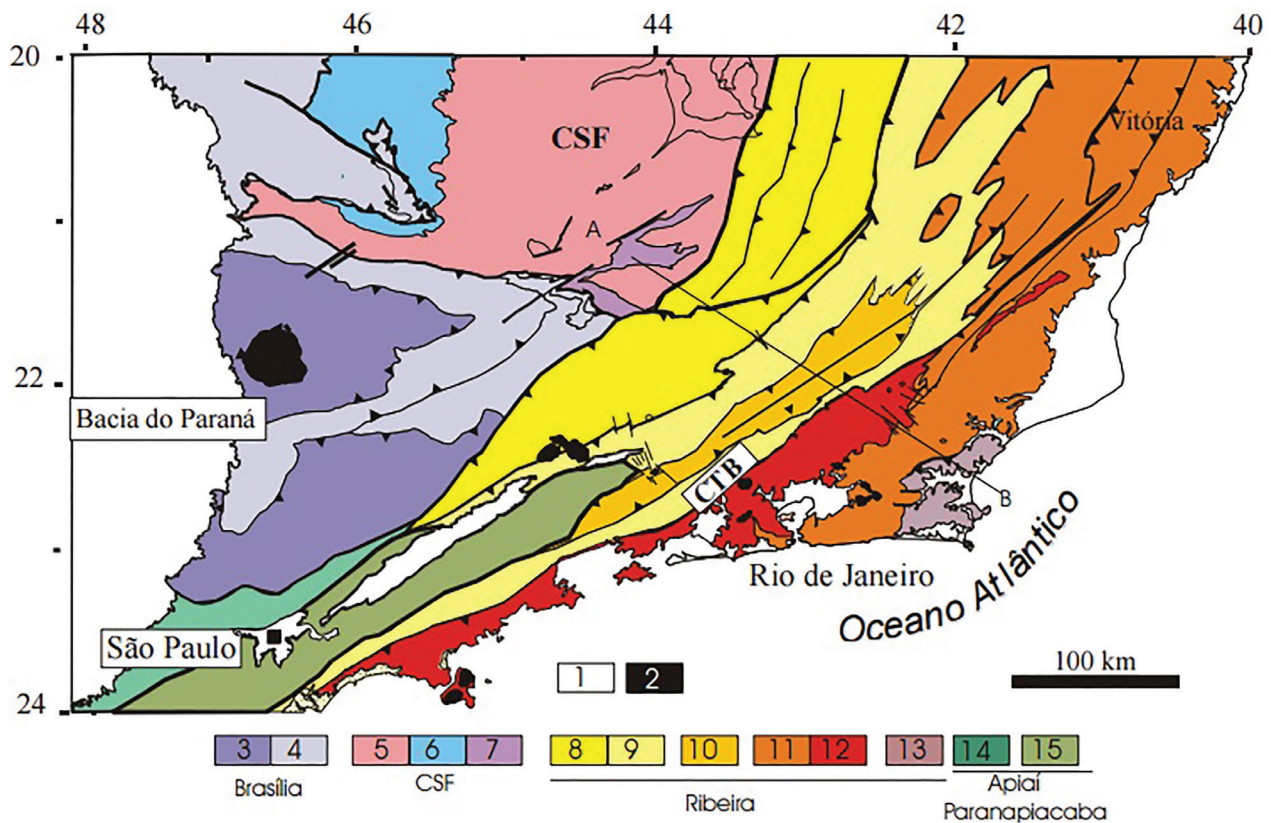 48 46 44 42 40
20
CSF
Vitória
A
22
Bacia do Paraná
CTB
B
Rio de Janeiro
Oceano Atlântico
São Paulo
100 km
1 2
24
3 4 5 6 7 8 9 10 11 12 13 14 15
Brasília CSF Ribeira Apiaí
Paranapiacaba